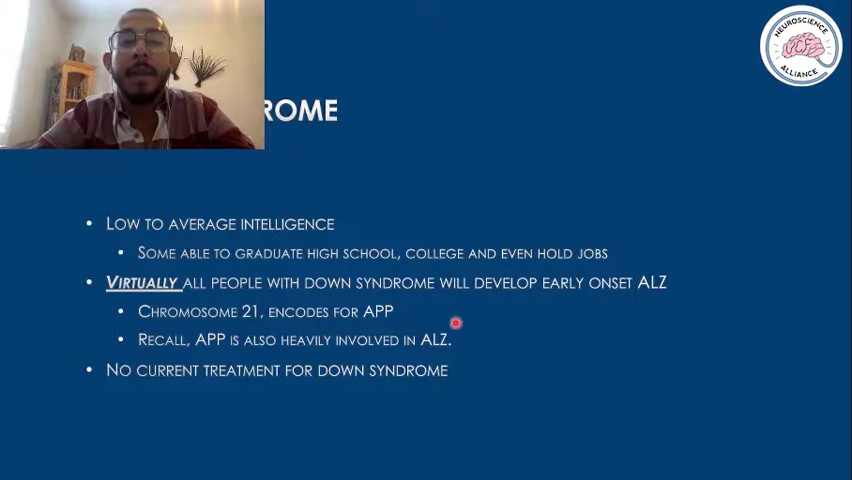 NEUROSCIENCE
UCF
ALLIANCE
ROME
• LOW TO AVERAGE INTELLIGENCE
• SOME ABLE TO GRADUATE HIGH SCHOOL, COLLEGE AND EVEN HOLD JOBS
• VIRTUALLY ALL PEOPLE WITH DOWN SYNDROME WILL DEVELOP EARLY ONSET ALZ
• CHROMOSOME 21, ENCODES FOR APP
• RECALL, APP IS ALSO HEAVILY INVOLVED IN ALZ.
• NO CURRENT TREATMENT FOR DOWN SYNDROME